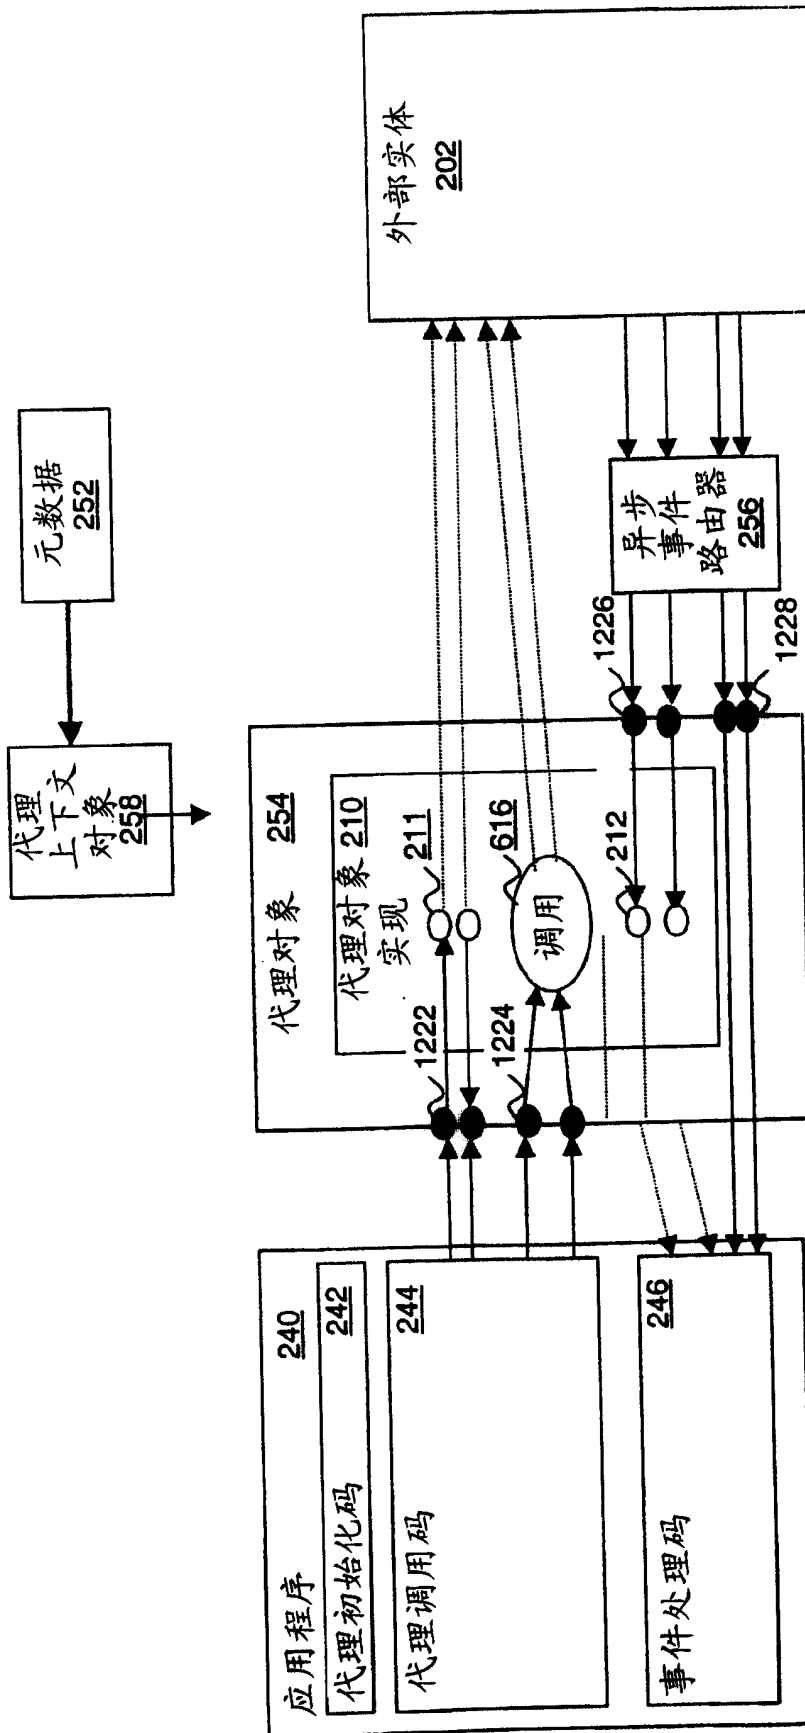 元数据
252
代理
上下文
对象
258
应用程序 240
代理初始化码 242
代理调用码 244
事件处理码 246
代理对象 254
代理对象 210
实现
211
616
调用
212
1222
1224
1226
1228
异步
事件
路由器
256
外部实体
202